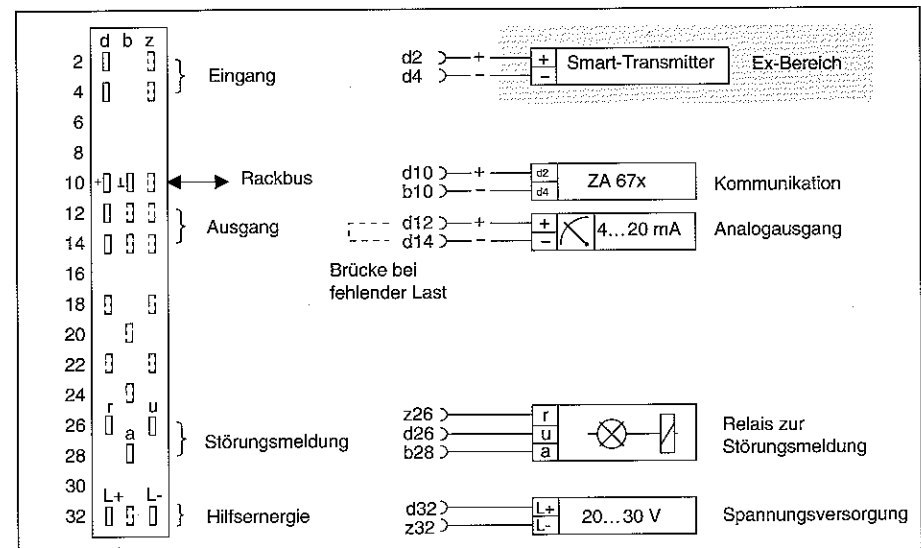 d b z
2
4
6
8
10
12
14
16
18
20
22
24
26
28
30
32
+
⊥
r
u
a
L+ L-
Eingang
Rackbus
Ausgang
Störungsmeldung
Hilfsernergie
d2 +
d4 -
+
-
Smart-Transmitter
Ex-Bereich
d10 +
b10 -
d2
d4
ZA 67x
Kommunikation
d12 +
d14 -
+
-
4...20 mA
Analogausgang
Brücke bei
fehlender Last
z26
d26
b28
r
u
a
Relais zur
Störungsmeldung
d32
z32
L+
L-
20...30 V
Spannungsversorgung